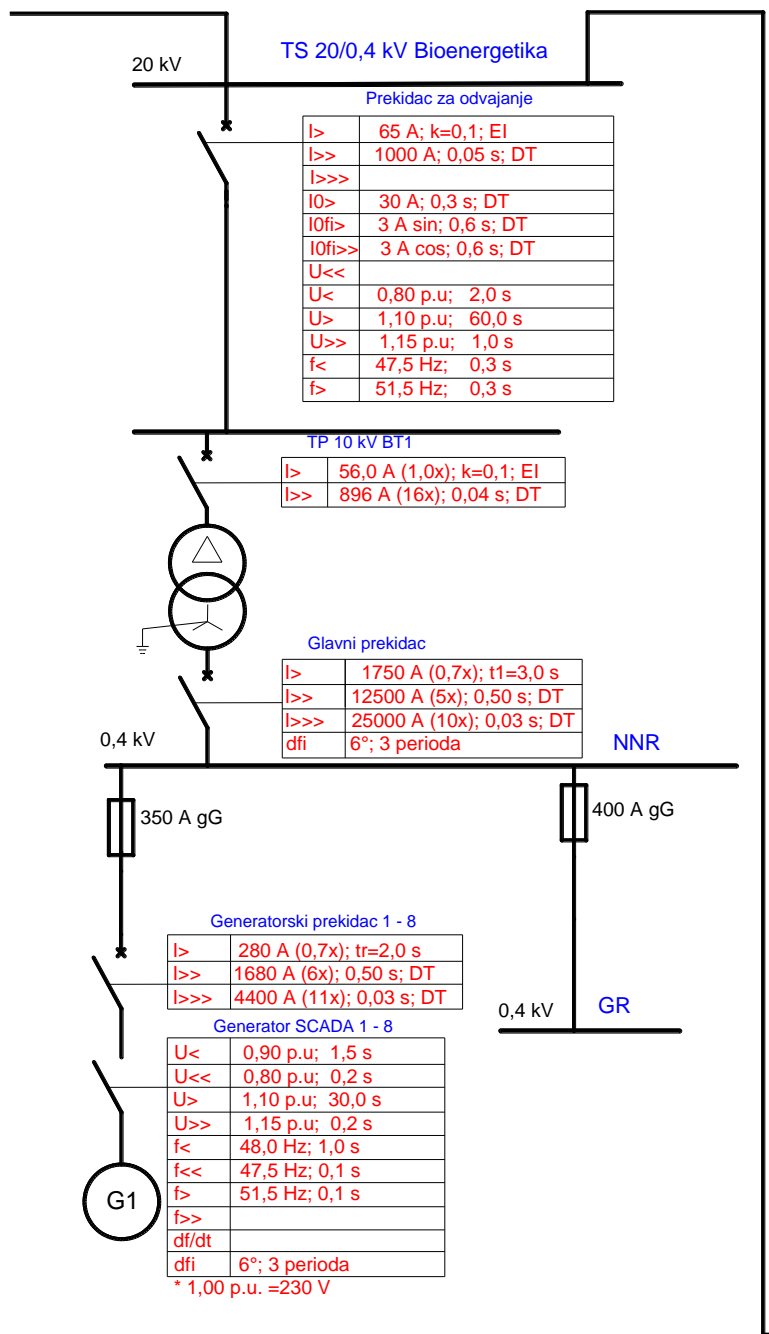 TS 20/0,4 kV Bioenergetika
20 kV
Prekidac za odvajanje
I> 65 A; k=0,1; EI
I>> 1000 A; 0,05 s; DT
I>>>
I0> 30 A; 0,3 s; DT
I0fi> 3 A sin; 0,6 s; DT
I0fi>> 3 A cos; 0,6 s; DT
U<<
U< 0,80 p.u; 2,0 s
U> 1,10 p.u; 60,0 s
U>> 1,15 p.u; 1,0 s
f< 47,5 Hz; 0,3 s
f> 51,5 Hz; 0,3 s
TP 10 kV BT1
I> 56,0 A (1,0x); k=0,1; EI
I>> 896 A (16x); 0,04 s; DT
Glavni prekidac
I> 1750 A (0,7x); t1=3,0 s
I>> 12500 A (5x); 0,50 s; DT
I>>> 25000 A (10x); 0,03 s; DT
dfi 6°; 3 perioda
0,4 kV
NNR
350 A gG
400 A gG
Generatorski prekidac 1 - 8
I> 280 A (0,7x); tr=2,0 s
I>> 1680 A (6x); 0,50 s; DT
I>>> 4400 A (11x); 0,03 s; DT
0,4 kV
GR
Generator SCADA 1 - 8
U< 0,90 p.u; 1,5 s
U<< 0,80 p.u; 0,2 s
U> 1,10 p.u; 30,0 s
U>> 1,15 p.u; 0,2 s
f< 48,0 Hz; 1,0 s
f<< 47,5 Hz; 0,1 s
f> 51,5 Hz; 0,1 s
f>>
df/dt
dfi 6°; 3 perioda
G1
* 1,00 p.u. =230 V